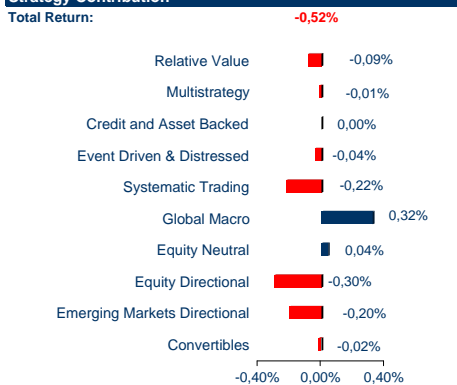 Strategy Contribution
Total Return: -0,52%
Relative Value -0,09%
Multistrategy -0,01%
Credit and Asset Backed 0,00%
Event Driven & Distressed -0,04%
Systematic Trading -0,22%
Global Macro 0,32%
Equity Neutral 0,04%
Equity Directional -0,30%
Emerging Markets Directional -0,20%
Convertibles -0,02%
-0,40% 0,00% 0,40%